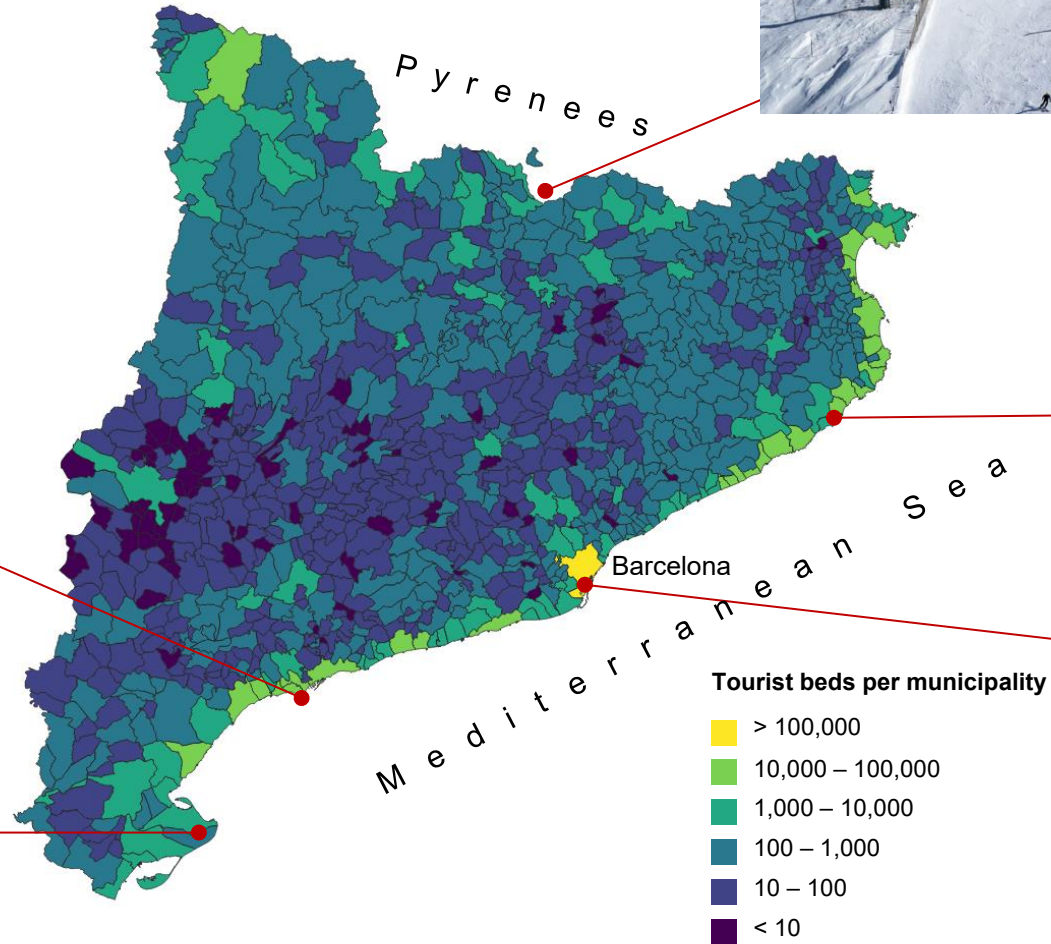 Pyrenees
Barcelona
Mediterranean Sea
Tourist beds per municipality
> 100,000
10,000 – 100,000
1,000 – 10,000
100 – 1,000
10 – 100
< 10